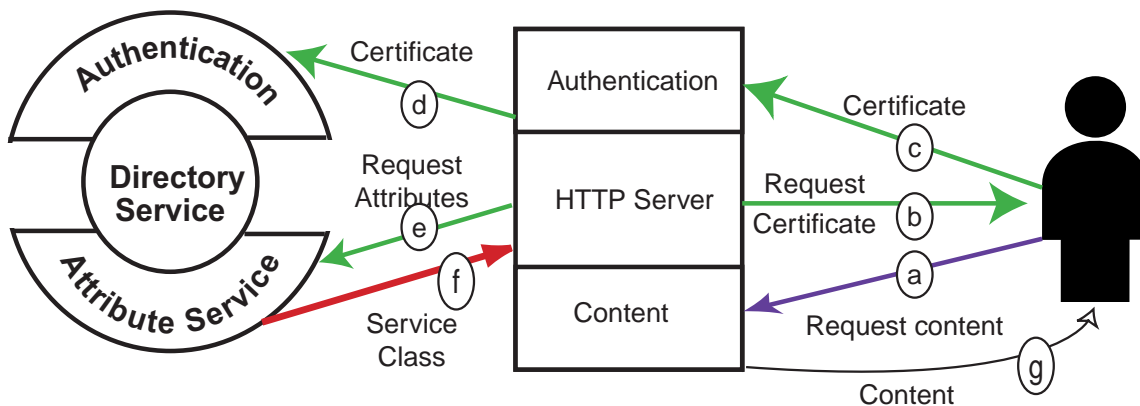 Authentication
Directory
Service
Attribute Service
Certificate
d
Request
Attributes
e
f
Service
Class
Authentication
HTTP Server
Content
Certificate
c
Request
b
Certificate
a
Request content
g
Content